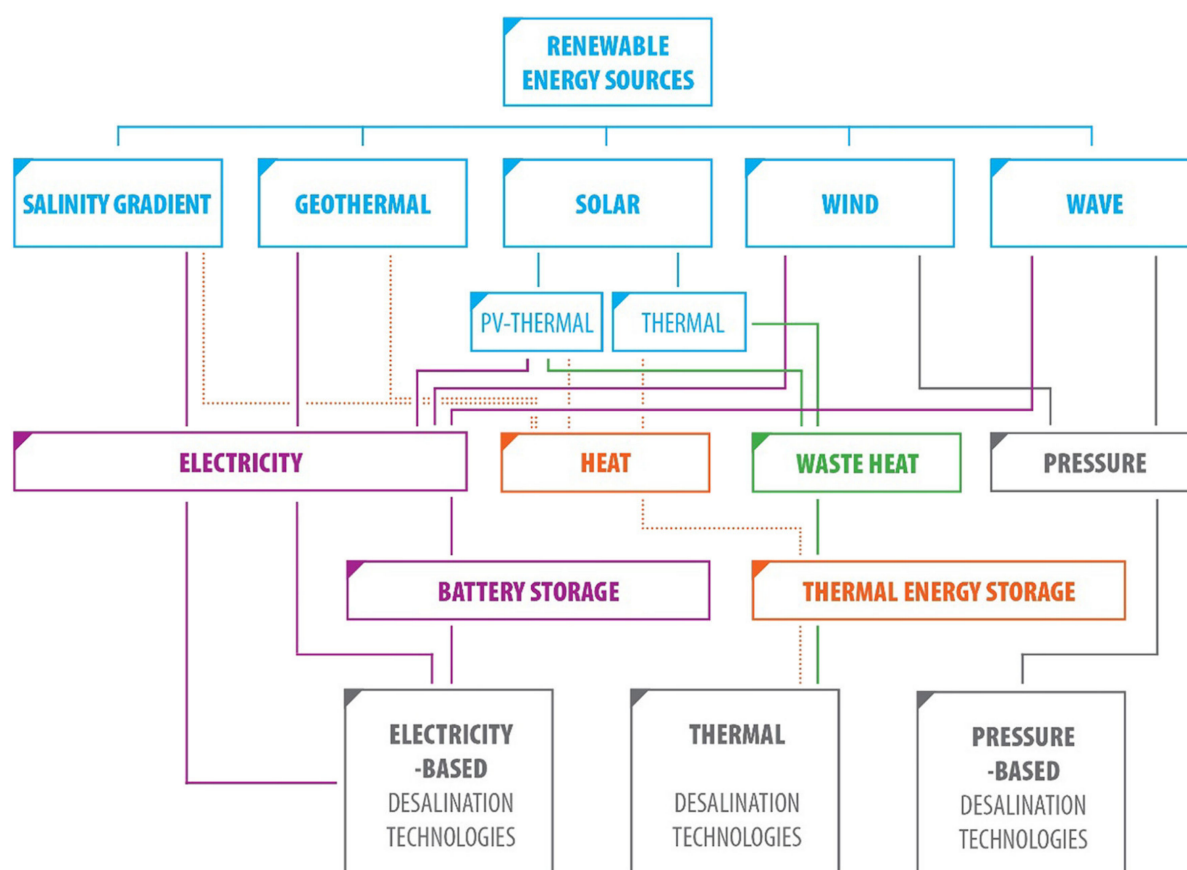 RENEWABLE
ENERGY SOURCES
SALINITY GRADIENT
GEOTHERMAL
SOLAR
WIND
WAVE
PV-THERMAL
THERMAL
ELECTRICITY
HEAT
WASTE HEAT
PRESSURE
BATTERY STORAGE
THERMAL ENERGY STORAGE
ELECTRICITY
-BASED
DESALINATION
TECHNOLOGIES
THERMAL
DESALINATION
TECHNOLOGIES
PRESSURE
-BASED
DESALINATION
TECHNOLOGIES